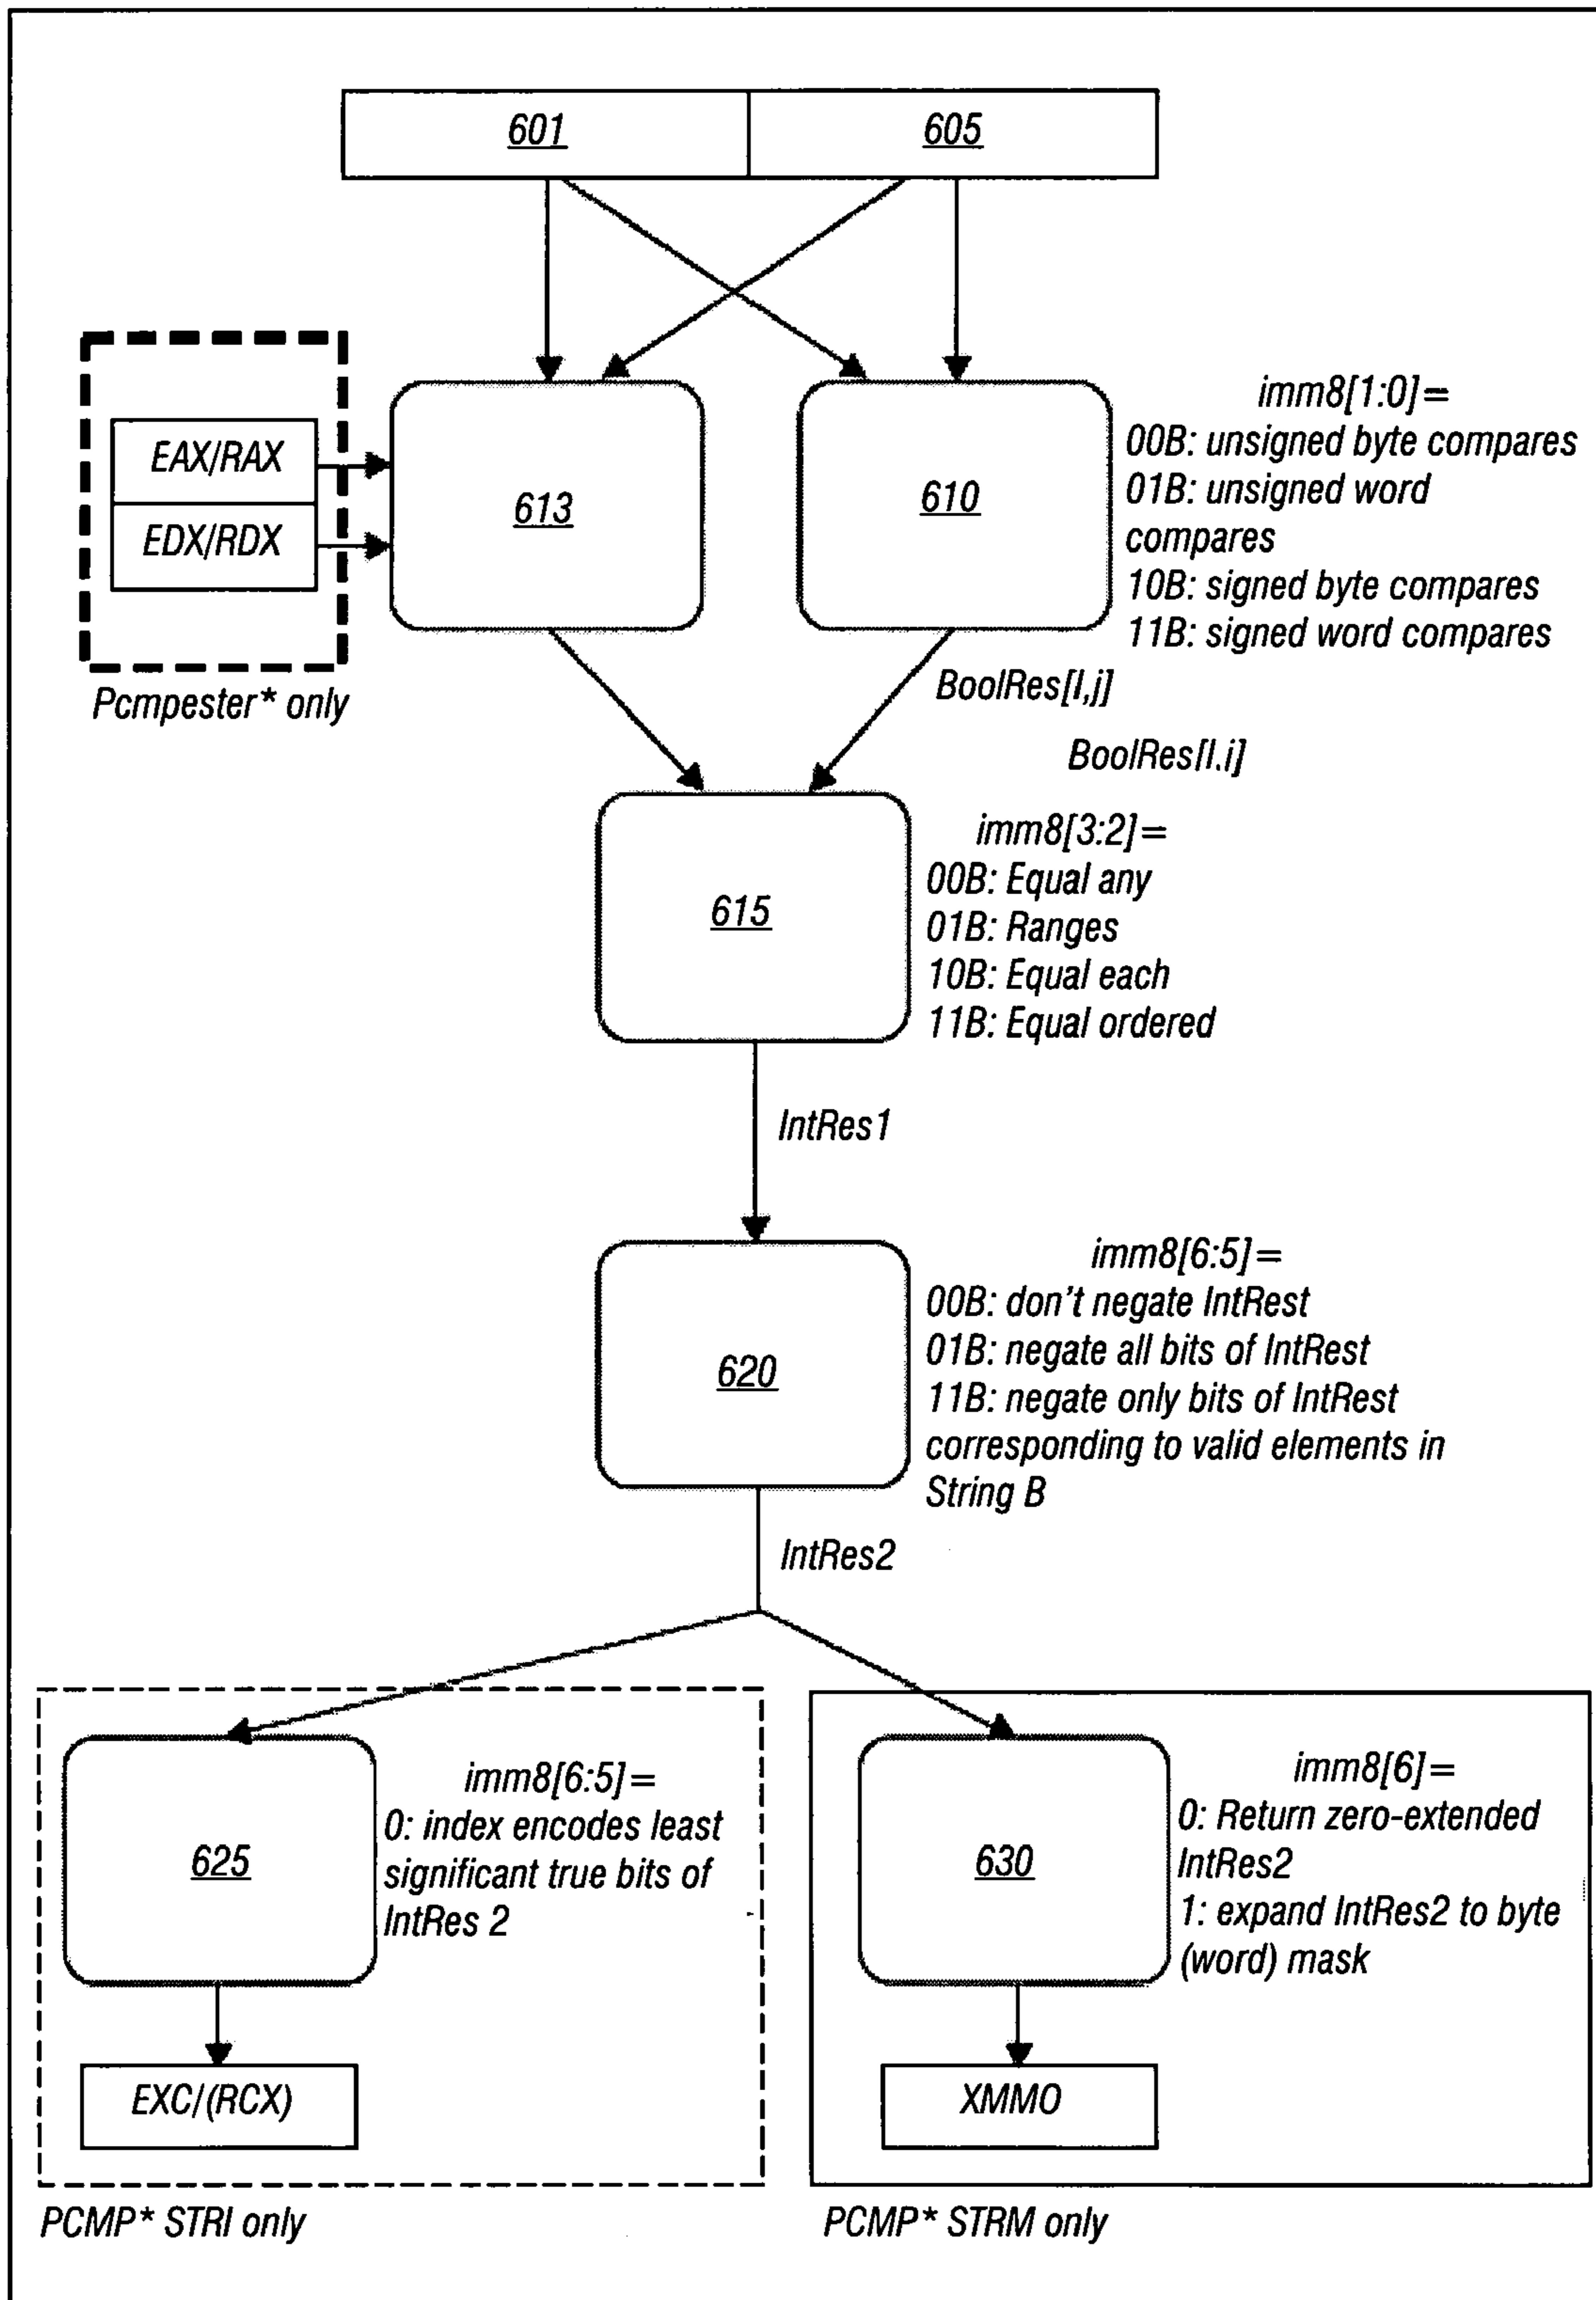 601
605
EAX/RAX
EDX/RDX
Pcmpester* only
613
610
imm8[1:0]=
00B: unsigned byte compares
01B: unsigned word
compares
10B: signed byte compares
11B: signed word compares
BoolRes[I,j]
BoolRes[I.i]
615
imm8[3:2]=
00B: Equal any
01B: Ranges
10B: Equal each
11B: Equal ordered
IntRes1
620
imm8[6:5]=
00B: don't negate IntRest
01B: negate all bits of IntRest
11B: negate only bits of IntRest
corresponding to valid elements in
String B
IntRes2
625
imm8[6:5]=
0: index encodes least
significant true bits of
IntRes 2
EXC/(RCX)
PCMP* STRI only
630
imm8[6]=
0: Return zero-extended
IntRes2
1: expand IntRes2 to byte
(word) mask
XMMO
PCMP* STRM only